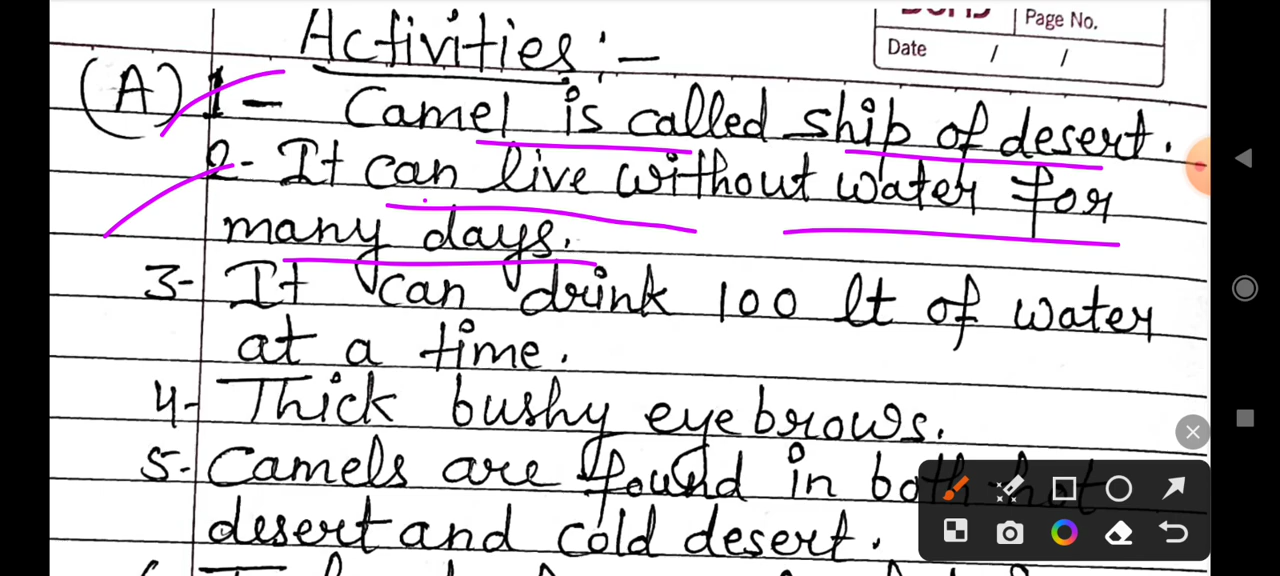 Activities :-
Page No.
Date / /
(A) 1- Camel is called ship of desert.
2- It can live without water for
many days.
3- It can drink 100 lt of water
at a time.
4- Thick bushy eyebrows.
5- Camels are found in both hot
desert and cold desert.